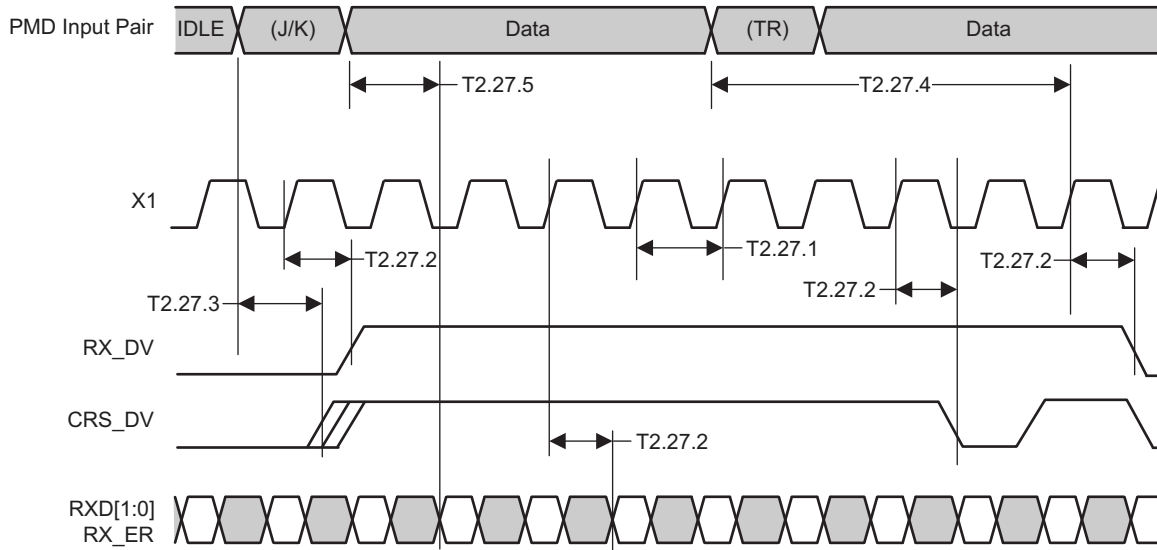 PMD Input Pair
IDLE
(J/K)
Data
(TR)
Data
T2.27.5
T2.27.4
X1
T2.27.2
T2.27.1
T2.27.2
T2.27.2
T2.27.3
RX_DV
CRS_DV
T2.27.2
RXD[1:0]
RX_ER